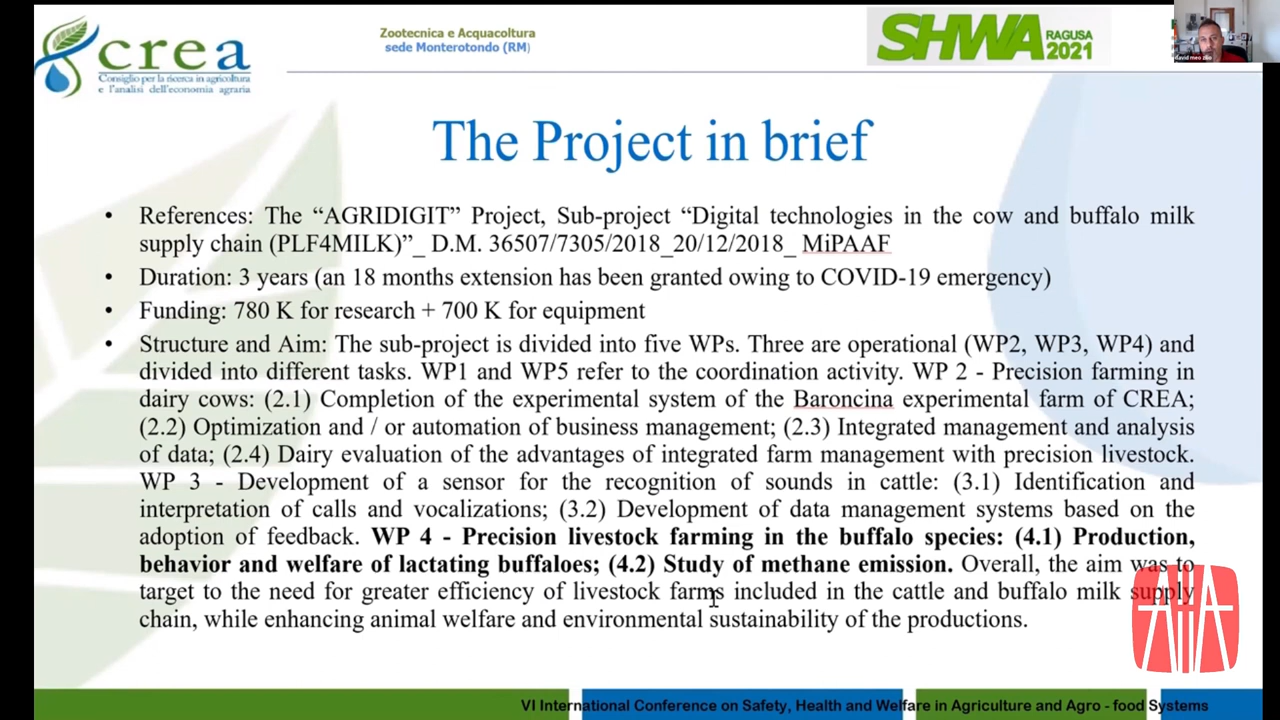 crea
Consiglio per la ricerca in agricoltura
e l'analisi dell'economia agraria
Zootecnica e Acquacoltura
sede Monterotondo (RM)
SHWA RAGUSA
2021
The Project in brief
• References: The “AGRIDIGIT” Project, Sub-project “Digital technologies in the cow and buffalo milk
supply chain (PLF4MILK)”_ D.M. 36507/7305/2018_20/12/2018_ MiPAAF
• Duration: 3 years (an 18 months extension has been granted owing to COVID-19 emergency)
• Funding: 780 K for research + 700 K for equipment
• Structure and Aim: The sub-project is divided into five WPs. Three are operational (WP2, WP3, WP4) and
divided into different tasks. WP1 and WP5 refer to the coordination activity. WP 2 - Precision farming in
dairy cows: (2.1) Completion of the experimental system of the Baroncina experimental farm of CREA;
(2.2) Optimization and / or automation of business management; (2.3) Integrated management and analysis
of data; (2.4) Dairy evaluation of the advantages of integrated farm management with precision livestock.
WP 3 - Development of a sensor for the recognition of sounds in cattle: (3.1) Identification and
interpretation of calls and vocalizations; (3.2) Development of data management systems based on the
adoption of feedback. WP 4 - Precision livestock farming in the buffalo species: (4.1) Production,
behavior and welfare of lactating buffaloes; (4.2) Study of methane emission. Overall, the aim was to
target to the need for greater efficiency of livestock farms included in the cattle and buffalo milk supply
chain, while enhancing animal welfare and environmental sustainability of the productions.
AIIA
VI International Conference on Safety, Health and Welfare in Agriculture and Agro - food Systems